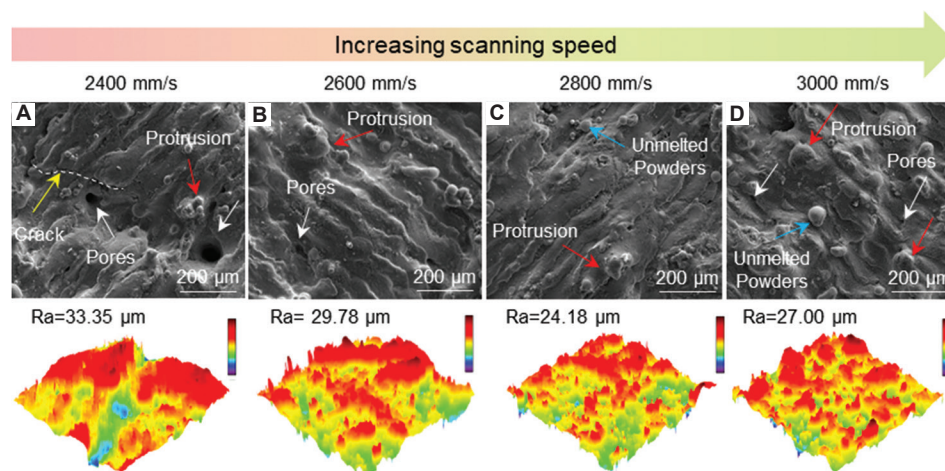 Increasing scanning speed
2400 mm/s
2600 mm/s
2800 mm/s
3000 mm/s
A
Protrusion
Crack
Pores
200 μm
B
Protrusion
Pores
200 μm
C
Unmelted
Powders
Protrusion
200 μm
D
Protrusion
Pores
Unmelted
Powders
200 μm
Ra=33.35 μm
Ra= 29.78 μm
Ra=24.18 μm
Ra=27.00 μm